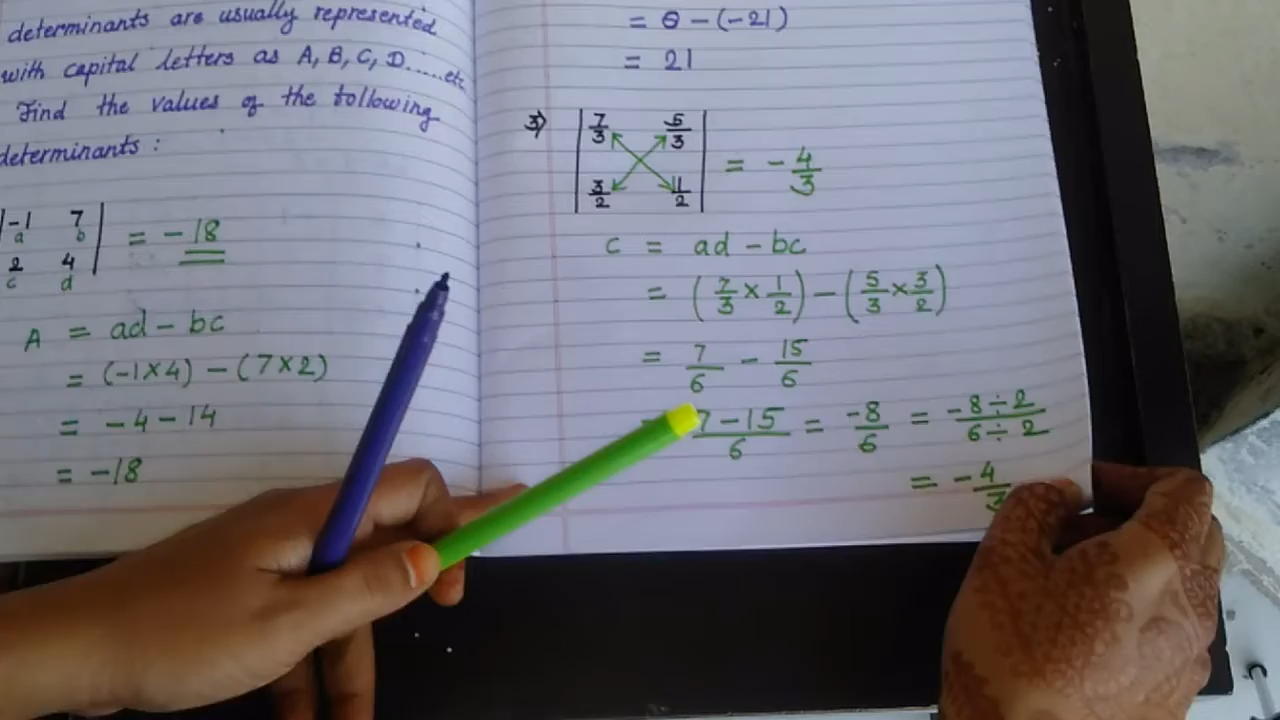 determinants are usually represented
with capital letters as A, B, C, D.....etc
Find the values of the following
determinants :
|-1 7|
a b
|2 4| = -18
c d
A = ad - bc
= (-1×4) - (7×2)
= -4 - 14
= -18
= 0 - (-21)
= 21
3) |7/3 5/3|
|3/2 1/2| = -4/3
C = ad - bc
= (7/3 × 1/2) - (5/3 × 3/2)
= 7/6 - 15/6
= 7-15/6 = -8/6 = -8÷2/6÷2
= -4/3